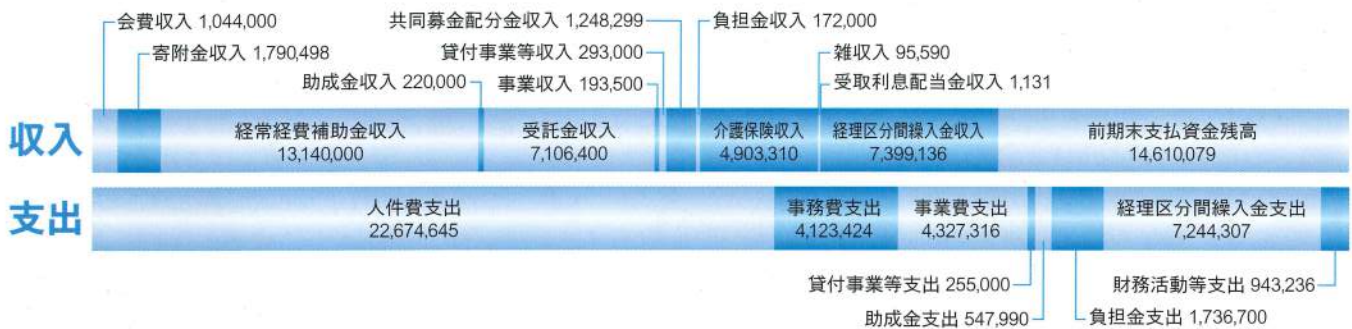 会費収入 1,044,000
共同募金配分金収入 1,248,299
負担金収入 172,000
寄附金収入 1,790,498
貸付事業等収入 293,000
雑収入 95,590
助成金収入 220,000
事業収入 193,500
受取利息配当金収入 1,131
収入
経常経費補助金収入
13,140,000
受託金収入
7,106,400
介護保険収入
4,903,310
経理区分間繰入金収入
7,399,136
前期末支払資金残高
14,610,079
支出
人件費支出
22,674,645
事務費支出
4,123,424
事業費支出
4,327,316
経理区分間繰入金支出
7,244,307
貸付事業等支出 255,000
財務活動等支出 943,236
助成金支出 547,990
負担金支出 1,736,700